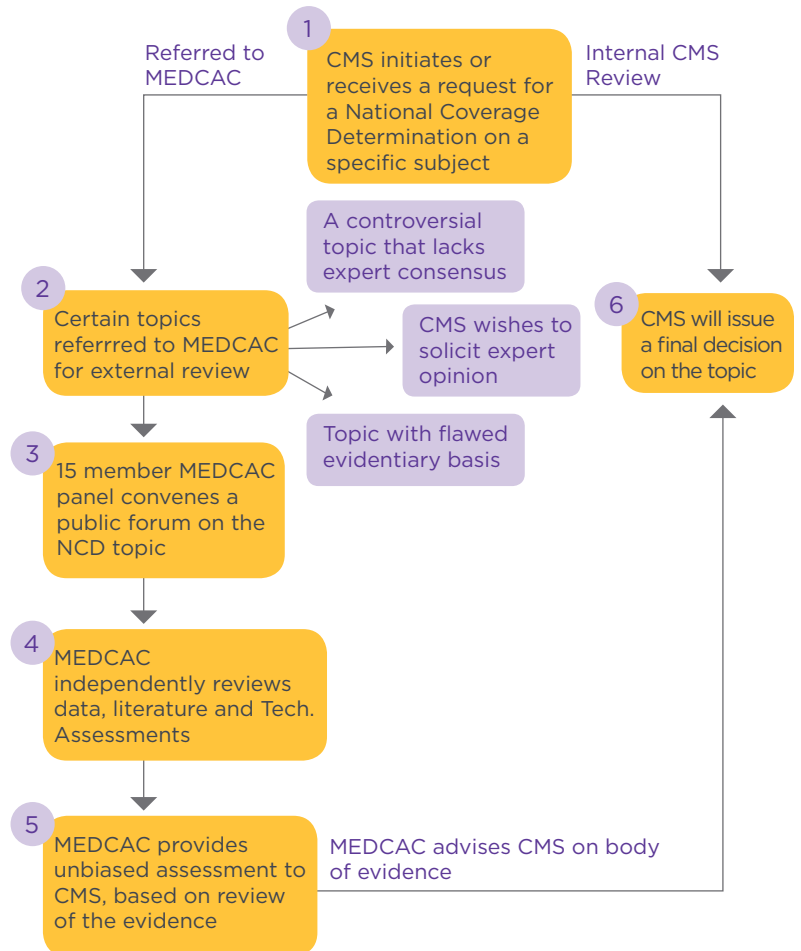 1
CMS initiates or
receives a request for
a National Coverage
Determination on a
specific subject
Referred to
MEDCAC
Internal CMS
Review
2
Certain topics
referrred to MEDCAC
for external review
A controversial
topic that lacks
expert consensus
CMS wishes to
solicit expert
opinion
Topic with flawed
evidentiary basis
3
15 member MEDCAC
panel convenes a
public forum on the
NCD topic
4
MEDCAC
independently reviews
data, literature and Tech.
Assessments
5
MEDCAC provides
unbiased assessment to
CMS, based on review
of the evidence
MEDCAC advises CMS on body
of evidence
6
CMS will issue
a final decision
on the topic